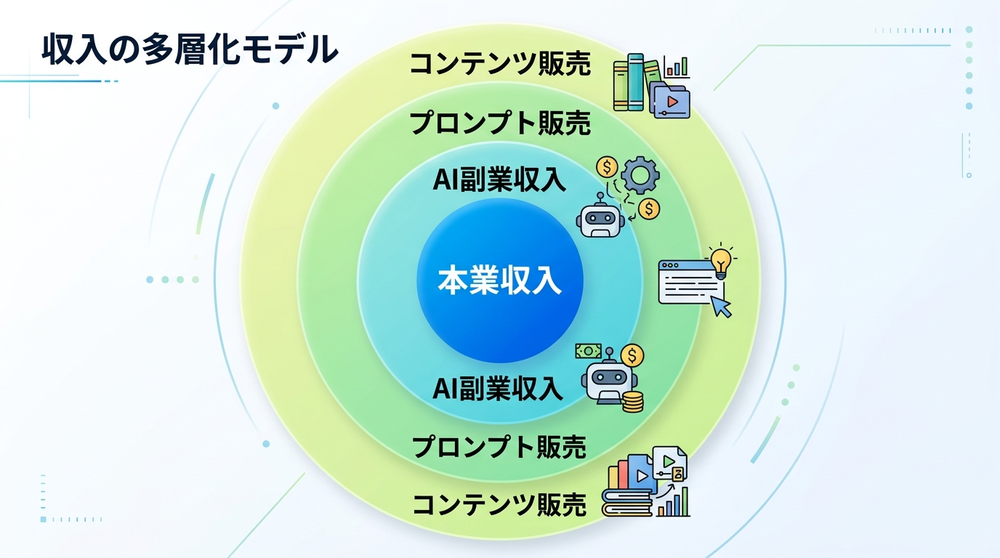 収入の多層化モデル
コンテンツ販売
プロンプト販売
AI副業収入
$
$
本業収入
$
AI副業収入
プロンプト販売
コンテンツ販売